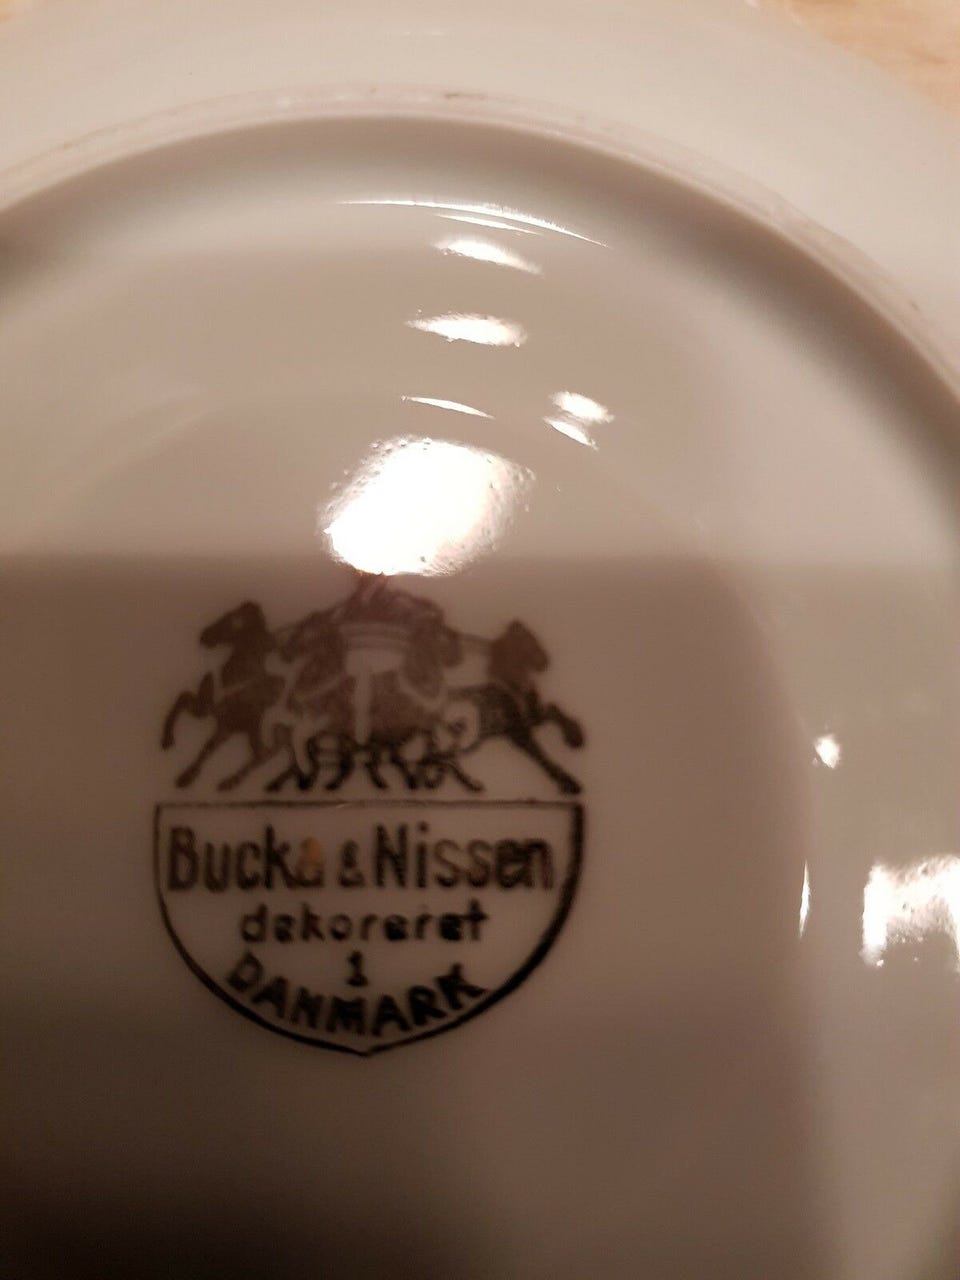 Bucka & Nissen
dekoreret
i
DANMARK